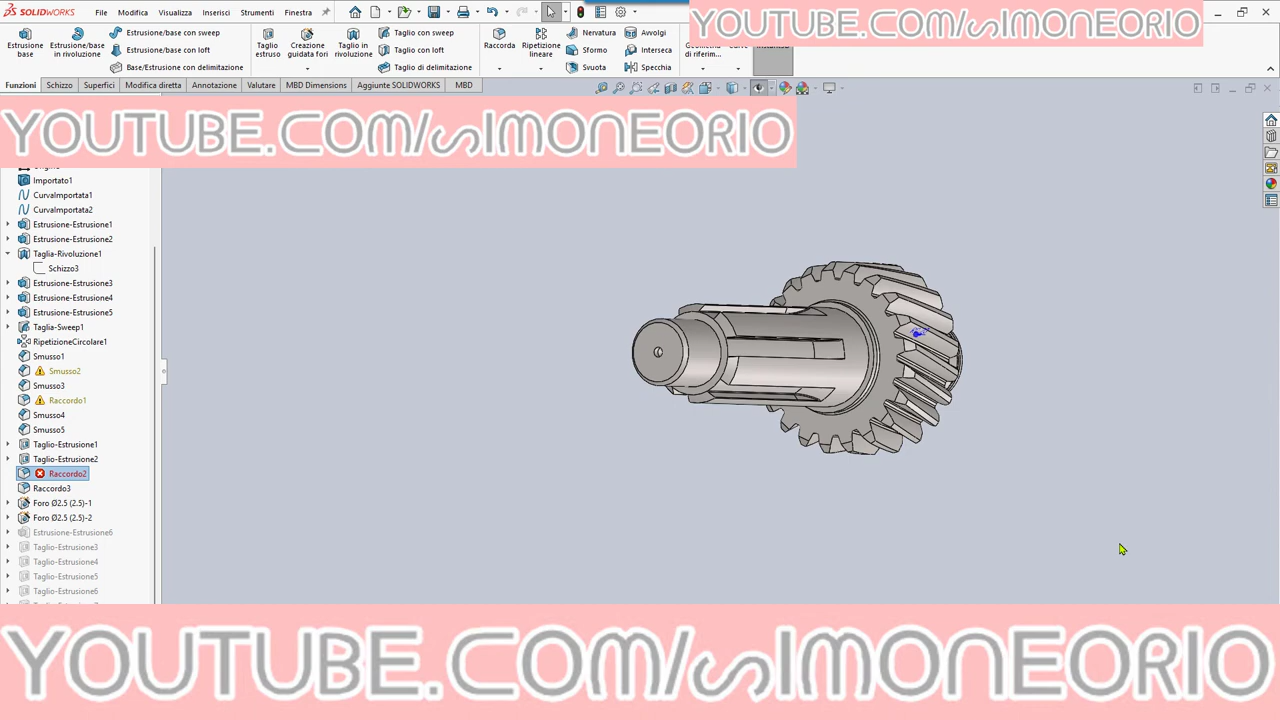 SOLIDWORKS
File
Modifica
Visualizza
Inserisci
Strumenti
Finestra
YOUTUBE.COM/SIMONEORIO
Estrusione base
Estrusione/base in rivoluzione
Estrusione/base con sweep
Estrusione/base con loft
Base/Estrusione con delimitazione
Taglio estruso
Creazione guidata fori
Taglio in rivoluzione
Taglio con sweep
Taglio con loft
Taglio di delimitazione
Raccorda
Ripetizione lineare
Nervatura
Sformo
Svuota
Avvolgi
Interseca
Specchia
di riferim...
Funzioni
Schizzo
Superfici
Modifica diretta
Annotazione
Valutare
MBD Dimensions
Aggiunte SOLIDWORKS
MBD
YOUTUBE.COM/SIMONEORIO
Importato1
CurvaImportata1
CurvaImportata2
Estrusione-Estrusione1
Estrusione-Estrusione2
Taglia-Rivoluzione1
Schizzo3
Estrusione-Estrusione3
Estrusione-Estrusione4
Estrusione-Estrusione5
Taglia-Sweep1
RipetizioneCircolare1
Smusso1
Smusso2
Smusso3
Raccordo1
Smusso4
Smusso5
Taglio-Estrusione1
Taglio-Estrusione2
Raccordo2
Raccordo3
Foro Ø2.5 (2.5)-1
Foro Ø2.5 (2.5)-2
Estrusione-Estrusione6
Taglio-Estrusione3
Taglio-Estrusione4
Taglio-Estrusione5
Taglio-Estrusione6
YOUTUBE.COM/SIMONEORIO